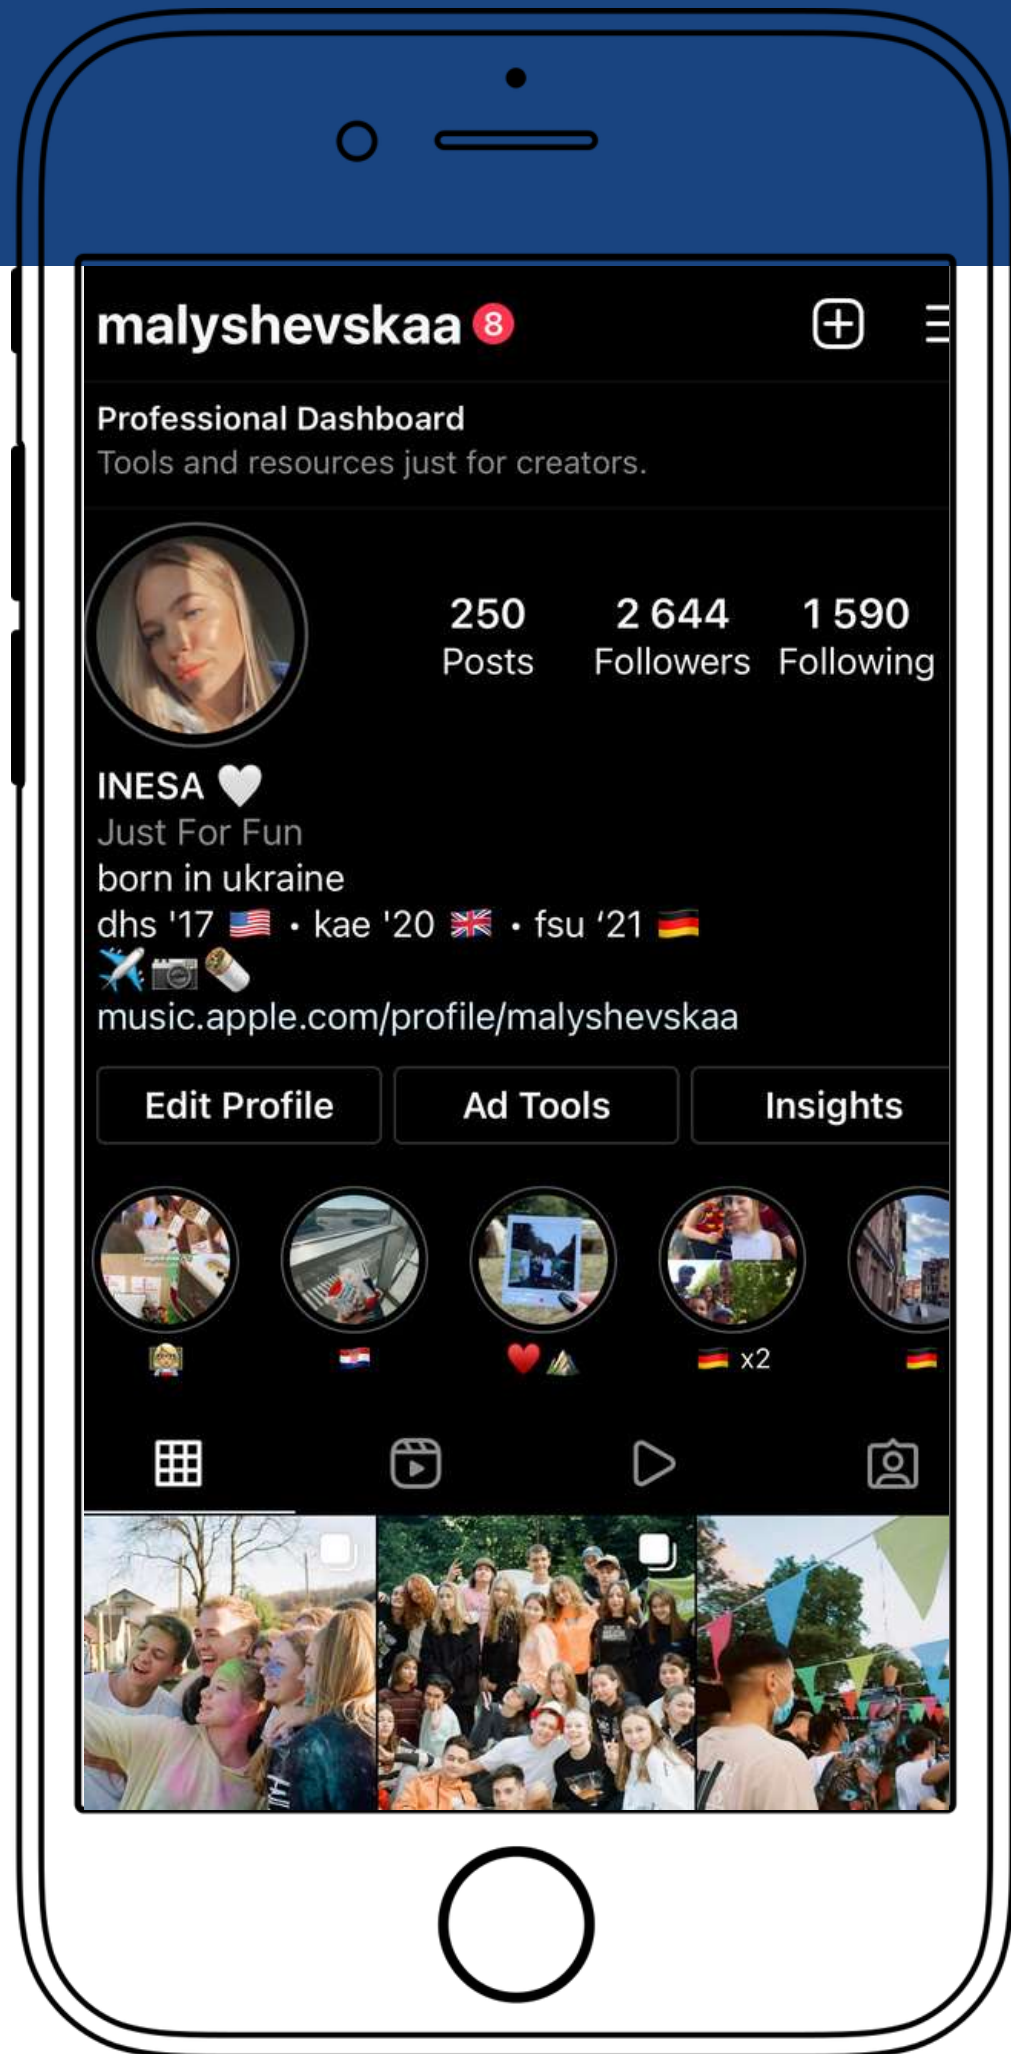 malyshevskaa 8
Professional Dashboard
Tools and resources just for creators.
250 2 644 1 590
Posts Followers Following
INESA 🤍
Just For Fun
born in ukraine
dhs '17 🇺🇸 • kae '20 🇬🇧 • fsu ‘21 🇩🇪
✈️📷🌯
music.apple.com/profile/malyshevskaa
Edit Profile Ad Tools Insights
👩🏼‍🏫 🇭🇷 ❤️⛰️ 🇩🇪 x2 🇩🇪